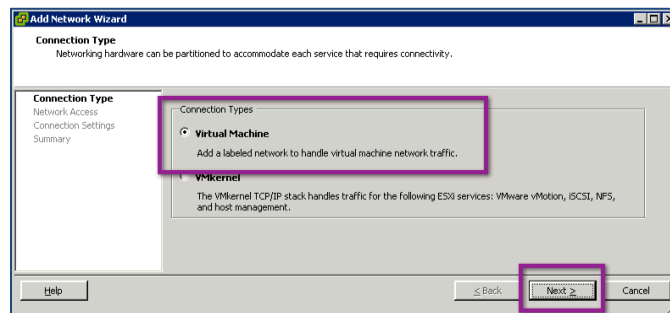 Add Network Wizard
Connection Type
Networking hardware can be partitioned to accommodate each service that requires connectivity.
Connection Type
Network Access
Connection Settings
Summary
Connection Types
Virtual Machine
Add a labeled network to handle virtual machine network traffic.
VMkernel
The VMkernel TCP/IP stack handles traffic for the following ESXi services: VMware vMotion, iSCSI, NFS,
and host management.
Help
≤ Back
Next ≥
Cancel